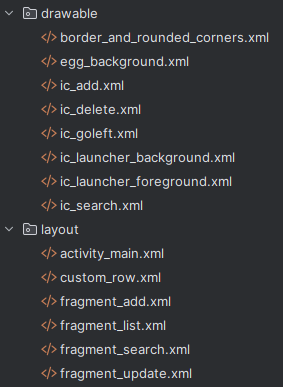 drawable
</> border_and_rounded_corners.xml
</> egg_background.xml
</> ic_add.xml
</> ic_delete.xml
</> ic_goleft.xml
</> ic_launcher_background.xml
</> ic_launcher_foreground.xml
</> ic_search.xml
layout
</> activity_main.xml
</> custom_row.xml
</> fragment_add.xml
</> fragment_list.xml
</> fragment_search.xml
</> fragment_update.xml